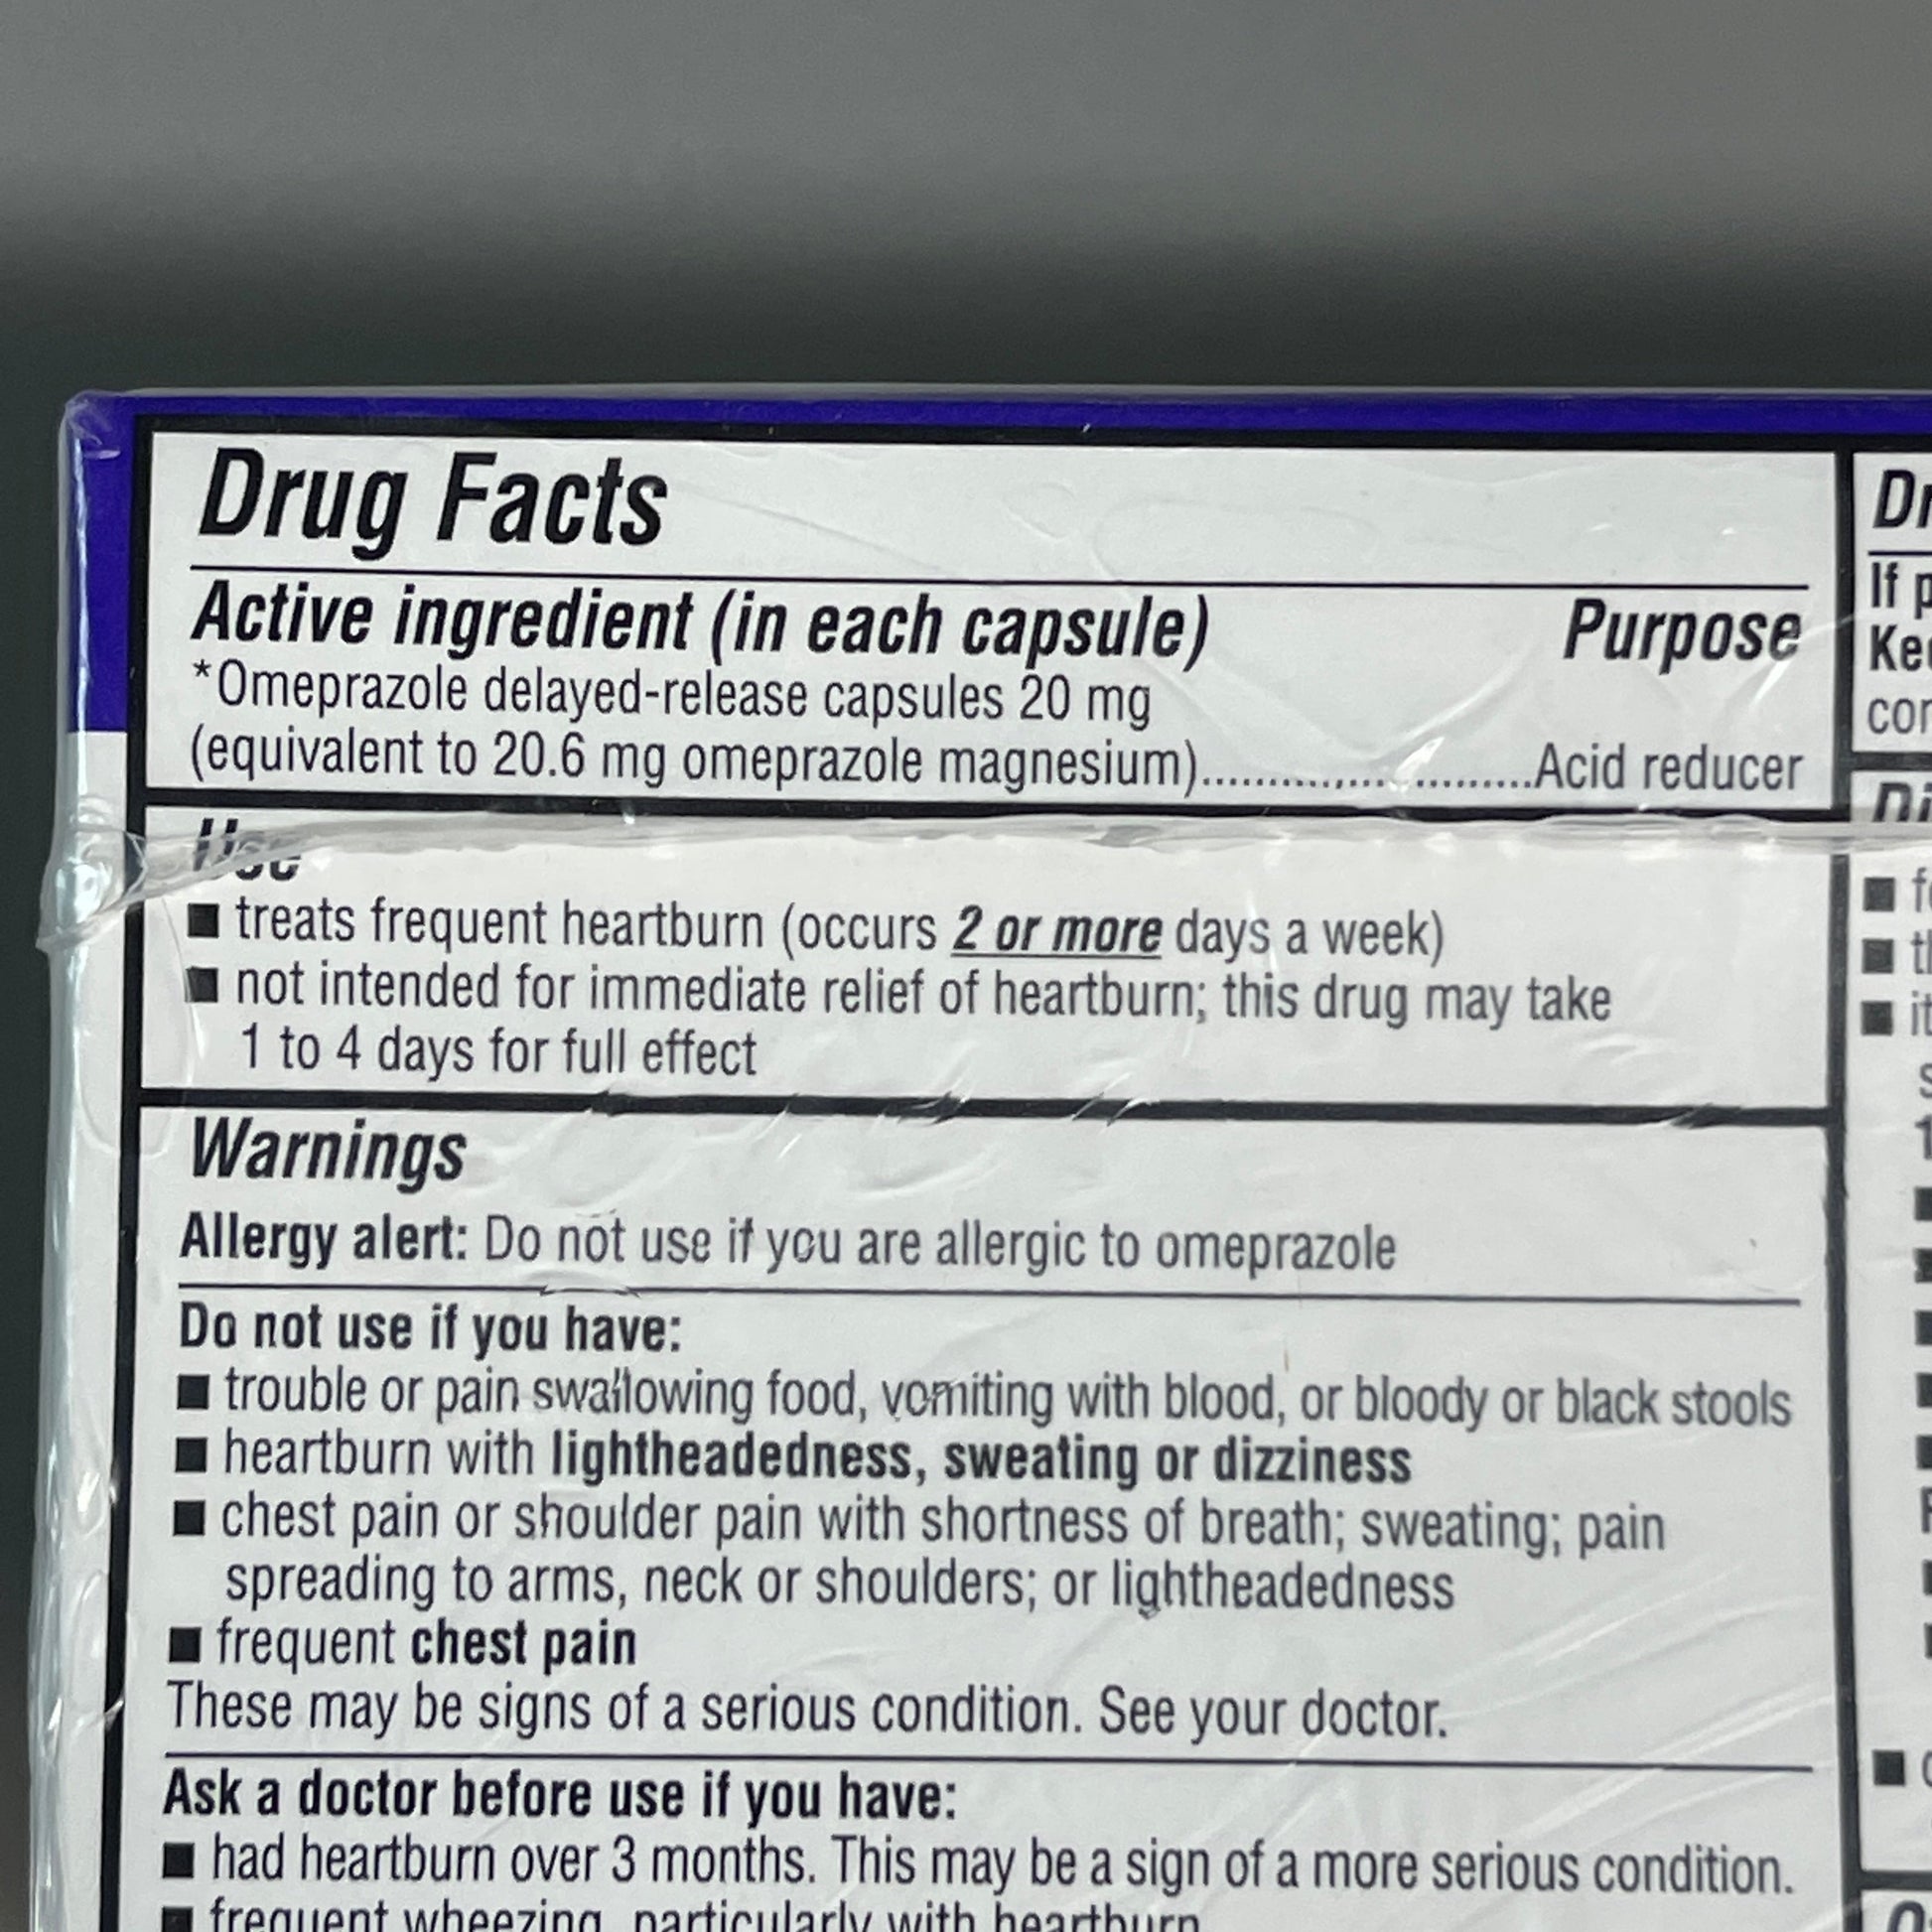 Drug Facts
Active ingredient (in each capsule) Purpose
*Omeprazole delayed-release capsules 20 mg
(equivalent to 20.6 mg omeprazole magnesium)..........................Acid reducer
Use
■ treats frequent heartburn (occurs 2 or more days a week)
■ not intended for immediate relief of heartburn; this drug may take
1 to 4 days for full effect
Warnings
Allergy alert: Do not use if you are allergic to omeprazole
Do not use if you have:
■ trouble or pain swallowing food, vomiting with blood, or bloody or black stools
■ heartburn with lightheadedness, sweating or dizziness
■ chest pain or shoulder pain with shortness of breath; sweating; pain
spreading to arms, neck or shoulders; or lightheadedness
■ frequent chest pain
These may be signs of a serious condition. See your doctor.
Ask a doctor before use if you have:
■ had heartburn over 3 months. This may be a sign of a more serious condition.
■ frequent wheezing, particularly with heartburn
If